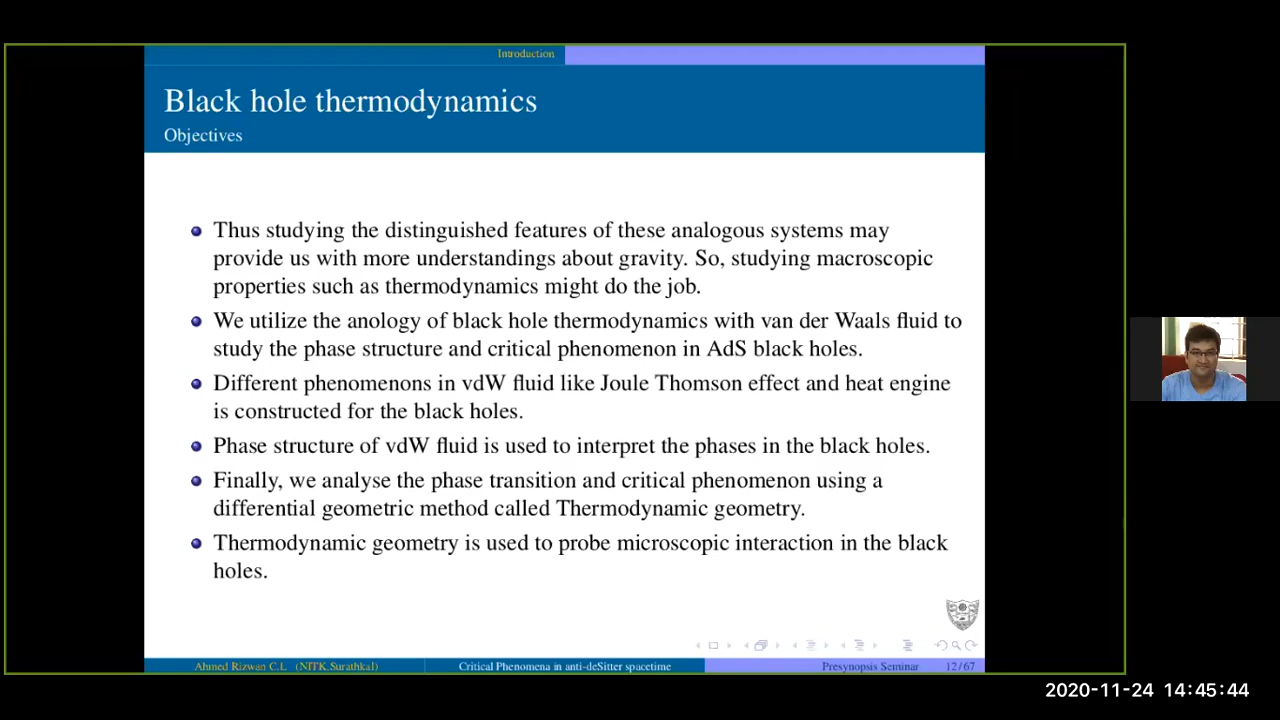 Introduction
Black hole thermodynamics
Objectives
Thus studying the distinguished features of these analogous systems may
provide us with more understandings about gravity. So, studying macroscopic
properties such as thermodynamics might do the job.
We utilize the anology of black hole thermodynamics with van der Waals fluid to
study the phase structure and critical phenomenon in AdS black holes.
Different phenomenons in vdW fluid like Joule Thomson effect and heat engine
is constructed for the black holes.
Phase structure of vdW fluid is used to interpret the phases in the black holes.
Finally, we analyse the phase transition and critical phenomenon using a
differential geometric method called Thermodynamic geometry.
Thermodynamic geometry is used to probe microscopic interaction in the black
holes.
Ahmed Rizwan C.L (NITK,Surathkal)
Critical Phenomena in anti-deSitter spacetime
Presynopsis Seminar
12/67
2020-11-24 14:45:44